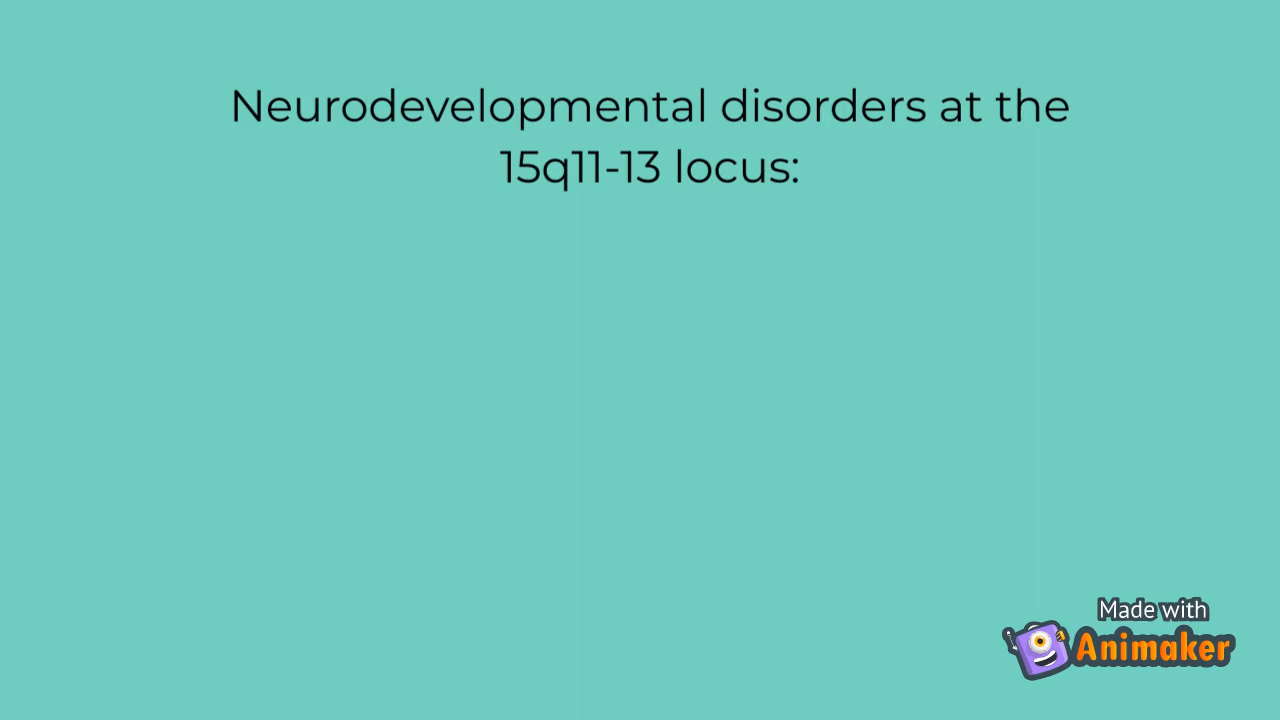 Neurodevelopmental disorders at the
15q11-13 locus:
Made with
Animaker